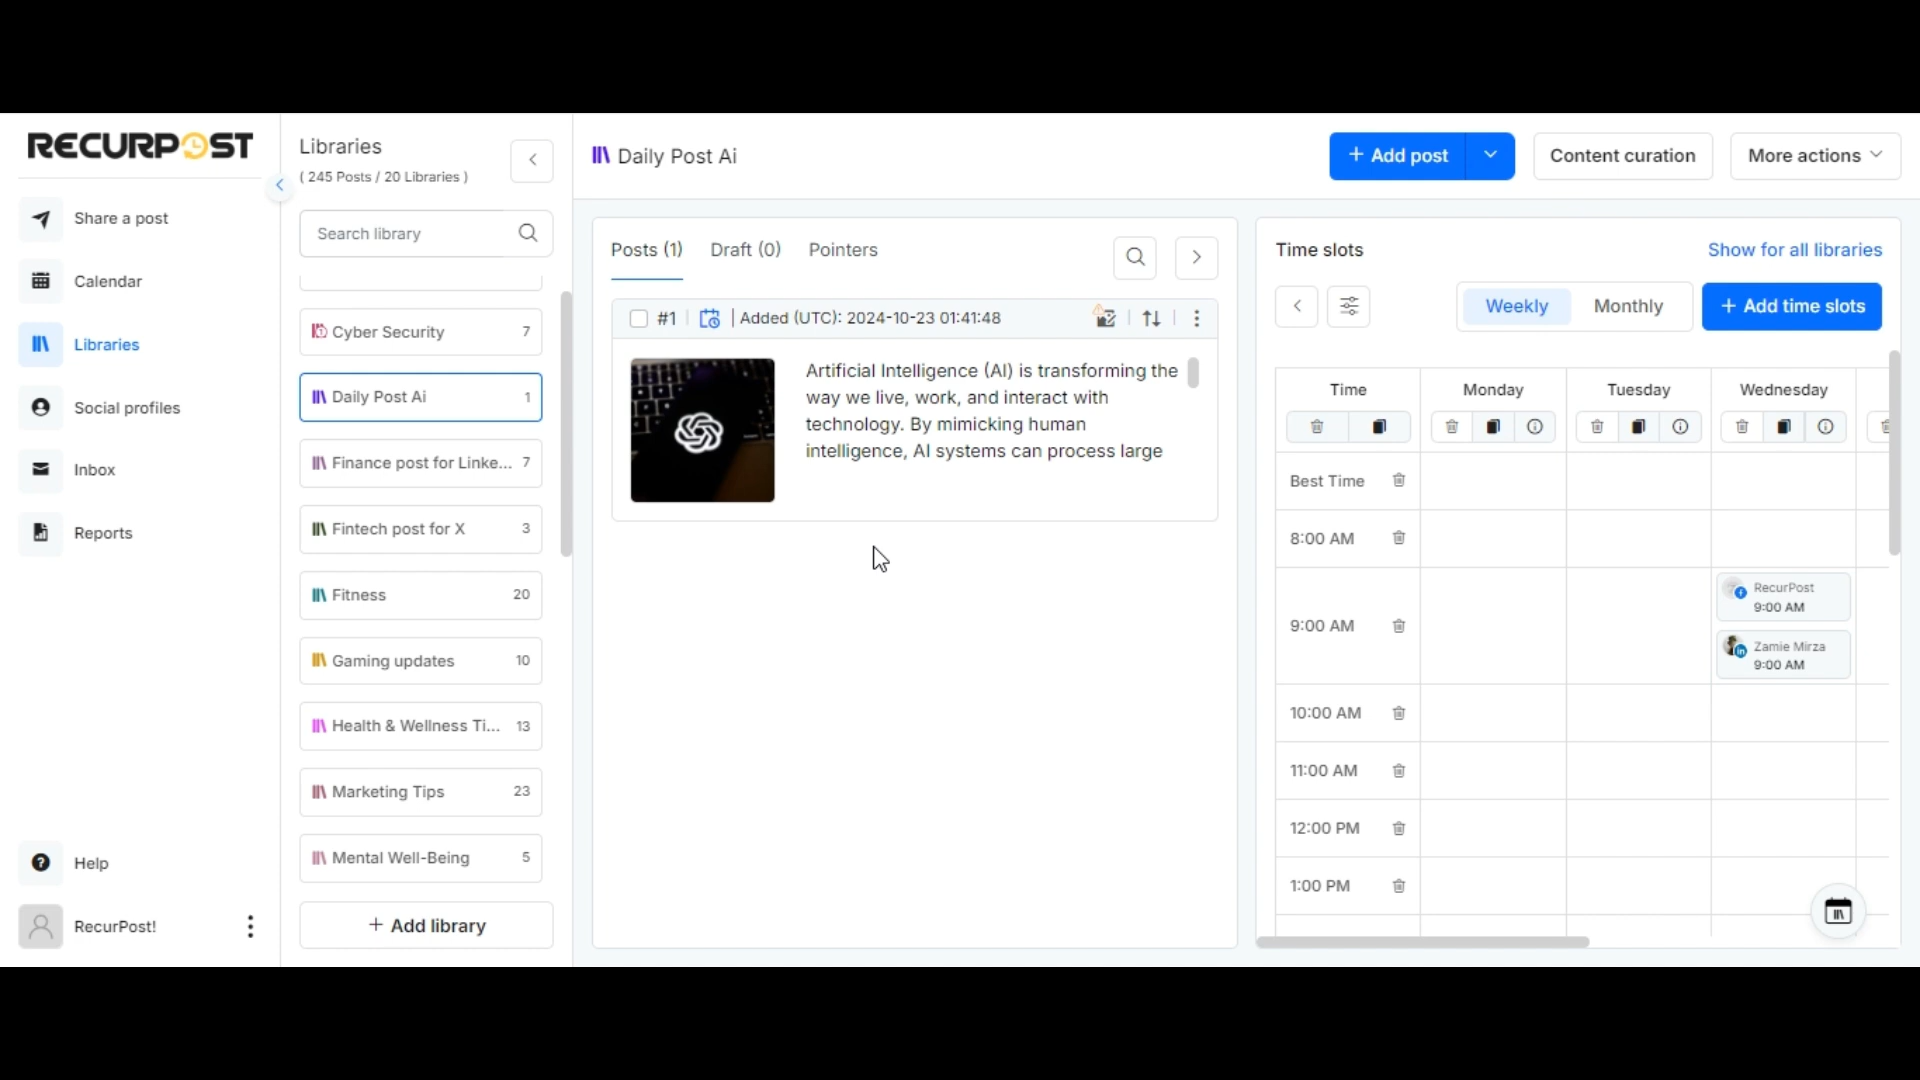 RECURPOST
Share a post
Calendar
Libraries
Social profiles
Inbox
Reports
Help
RecurPost!
Libraries
( 245 Posts / 20 Libraries )
Search library
Cyber Security 7
Daily Post Ai 1
Finance post for Linke... 7
Fintech post for X 3
Fitness 20
Gaming updates 10
Health & Wellness Ti... 13
Marketing Tips 23
Mental Well-Being 5
+ Add library
Daily Post Ai
+ Add post
Content curation
More actions
Posts (1) Draft (0) Pointers
#1 | Added (UTC): 2024-10-23 01:41:48
Artificial Intelligence (AI) is transforming the
way we live, work, and interact with
technology. By mimicking human
intelligence, AI systems can process large
Time slots
Show for all libraries
Weekly Monthly
+ Add time slots
Time Monday Tuesday Wednesday
Best Time
8:00 AM
9:00 AM
RecurPost
9:00 AM
Zamie Mirza
9:00 AM
10:00 AM
11:00 AM
12:00 PM
1:00 PM